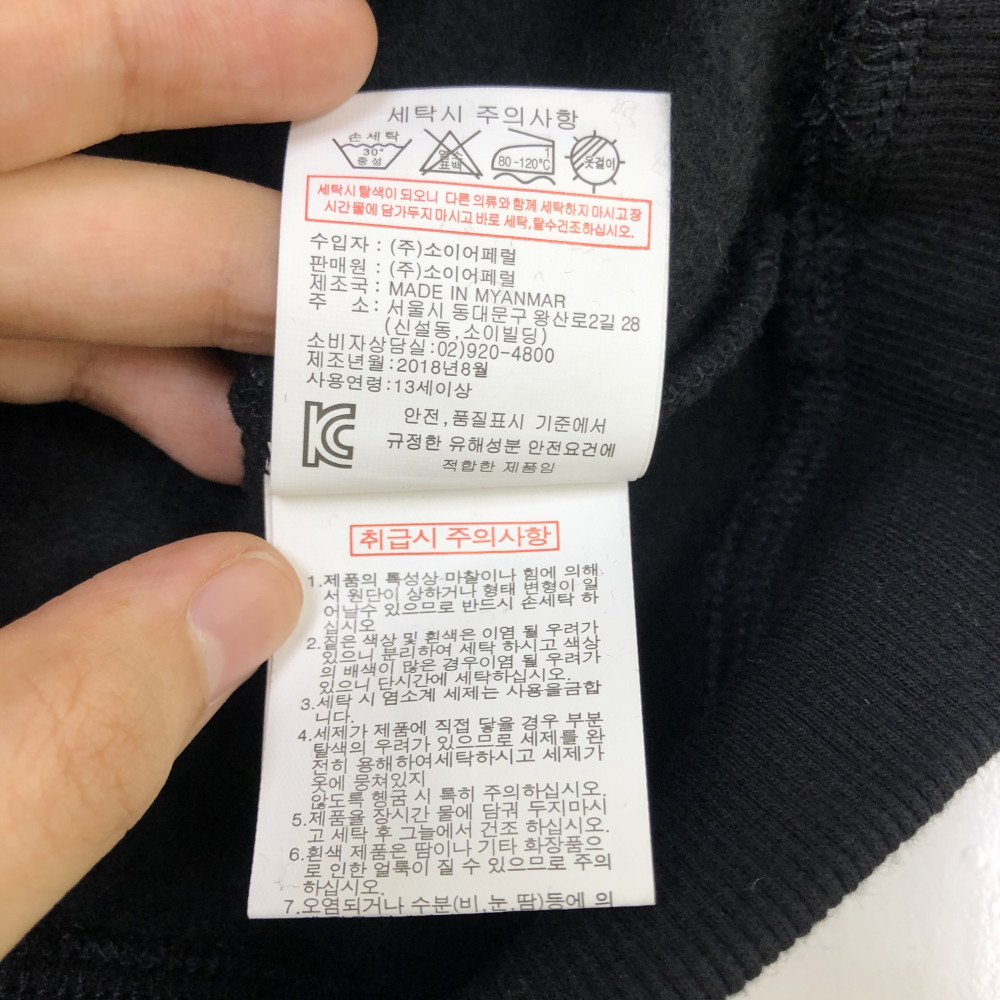 세탁시 주의사항
손세탁
30°
중성
염소
표백
80-120°C
옷걸이
세탁시 탈색이 되오니 다른 의류와 함께 세탁하지 마시고 장
시간 물에 담가두지 마시고 바로 세탁,탈수건조하십시오.
수입자 : (주)소이어페럴
판매원 : (주)소이어페럴
제조국 : MADE IN MYANMAR
주 소 : 서울시 동대문구 왕산로2길 28
(신설동,소이빌딩)
소비자상담실:02)920-4800
제조년월:2018년8월
사용연령:13세이상
안전,품질표시 기준에서
규정한 유해성분 안전요건에
적합한 제품임
취급시 주의사항
1.제품의 특성상 마찰이나 힘에 의해
서 원단이 상하거나 형태 변형이 일
어날수 있으므로 반드시 손세탁 하
십시오
2.짙은 색상 및 흰색은 이염 될 우려가
있으니 분리하여 세탁 하시고 색상
의 배색이 많은 경우이염 될 우려가
있으니 단시간에 세탁하십시오.
3.세탁 시 염소계 세제는 사용을금합
니다.
4.세제가 제품에 직접 닿을 경우 부분
탈색의 우려가 있으므로 세제를 완
전히 용해하여세탁하시고 세제가
옷에 뭉쳐있지
않도록 헹굼 시 특히 주의하십시오.
5.제품을 장시간 물에 담궈 두지마시
고 세탁 후 그늘에서 건조 하십시오.
6.흰색 제품은 땀이나 기타 화장품으
로 인한 얼룩이 질 수 있으므로 주의
하십시오.
7.오염되거나 수분(비,눈,땀)등에 의